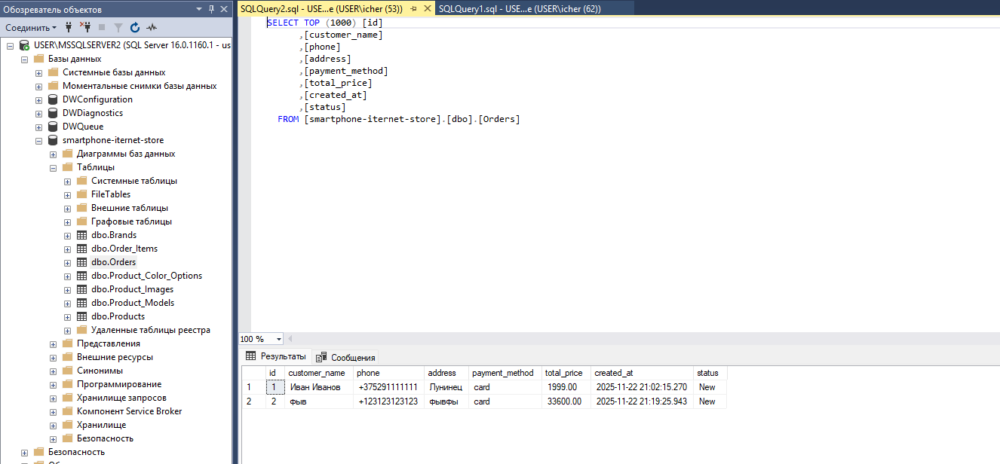 Обозреватель объектов
Соединить
USER\MSSQLSERVER2 (SQL Server 16.0.1160.1 - us
Базы данных
Системные базы данных
Моментальные снимки базы данных
DWConfiguration
DWDiagnostics
DWQueue
smartphone-iternet-store
Диаграммы баз данных
Таблицы
Системные таблицы
FileTables
Внешние таблицы
Графовые таблицы
dbo.Brands
dbo.Order_Items
dbo.Orders
dbo.Product_Color_Options
dbo.Product_Images
dbo.Product_Models
dbo.Products
Удаленные таблицы реестра
Представления
Внешние ресурсы
Синонимы
Программирование
Хранилище запросов
Компонент Service Broker
Хранилище
Безопасность
Безопасность
SQLQuery2.sql - USE...e (USER\icher (53)) SQLQuery1.sql - USE...e (USER\icher (62))
SELECT TOP (1000) [id]
,[customer_name]
,[phone]
,[address]
,[payment_method]
,[total_price]
,[created_at]
,[status]
FROM [smartphone-iternet-store].[dbo].[Orders]
100 %
Результаты Сообщения
id customer_name phone address payment_method total_price created_at status
1 1 Иван Иванов +375291111111 Лунинец card 1999.00 2025-11-22 21:02:15.270 New
2 2 фыв +123123123123 фывфы card 33600.00 2025-11-22 21:19:25.943 New